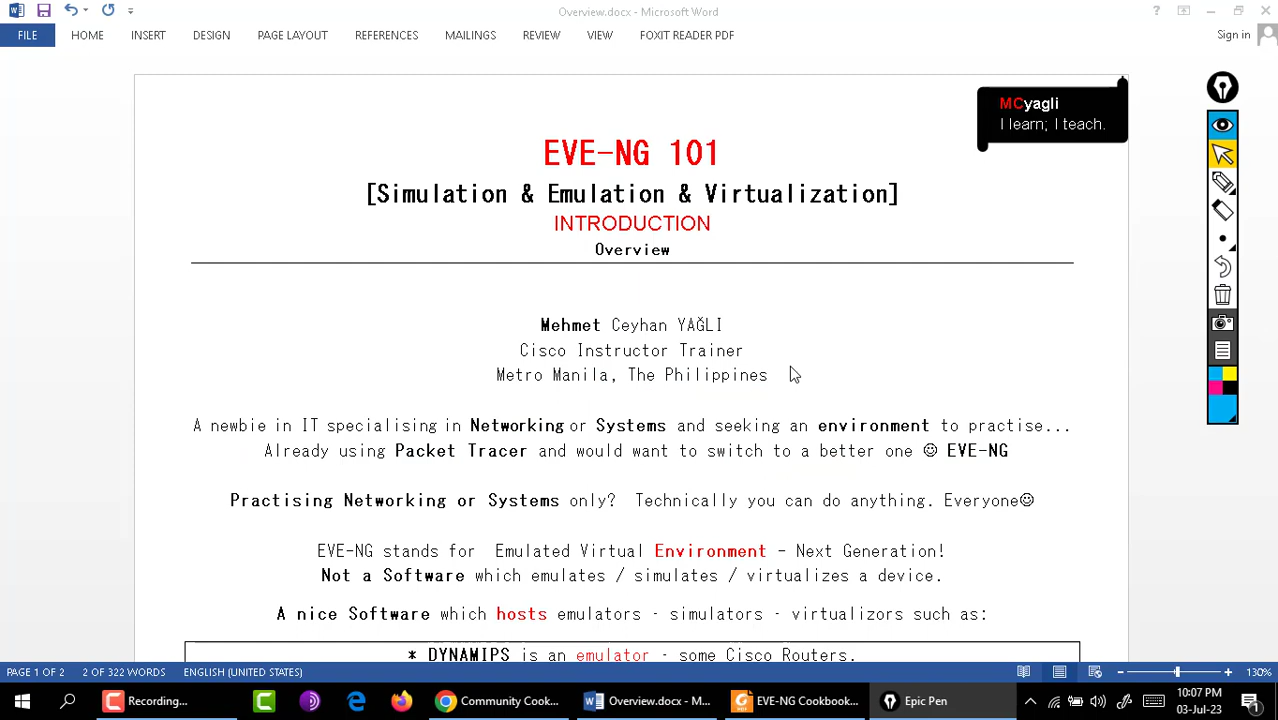 Overview.docx - Microsoft Word
?
FILE HOME INSERT DESIGN PAGE LAYOUT REFERENCES MAILINGS REVIEW VIEW FOXIT READER PDF Sign in
MCyagli
I learn; I teach.
EVE-NG 101
[Simulation & Emulation & Virtualization]
INTRODUCTION
Overview
Mehmet Ceyhan YAĞLI
Cisco Instructor Trainer
Metro Manila, The Philippines
A newbie in IT specialising in Networking or Systems and seeking an environment to practise...
Already using Packet Tracer and would want to switch to a better one ☺ EVE-NG
Practising Networking or Systems only? Technically you can do anything. Everyone☺
EVE-NG stands for Emulated Virtual Environment - Next Generation!
Not a Software which emulates / simulates / virtualizes a device.
A nice Software which hosts emulators - simulators - virtualizors such as:
* DYNAMIPS is an emulator - some Cisco Routers.
PAGE 1 OF 2 2 OF 322 WORDS ENGLISH (UNITED STATES) 130%
Recording... Community Cook... Overview.docx - M... EVE-NG Cookbook... Epic Pen 10:07 PM
03-Jul-23 1